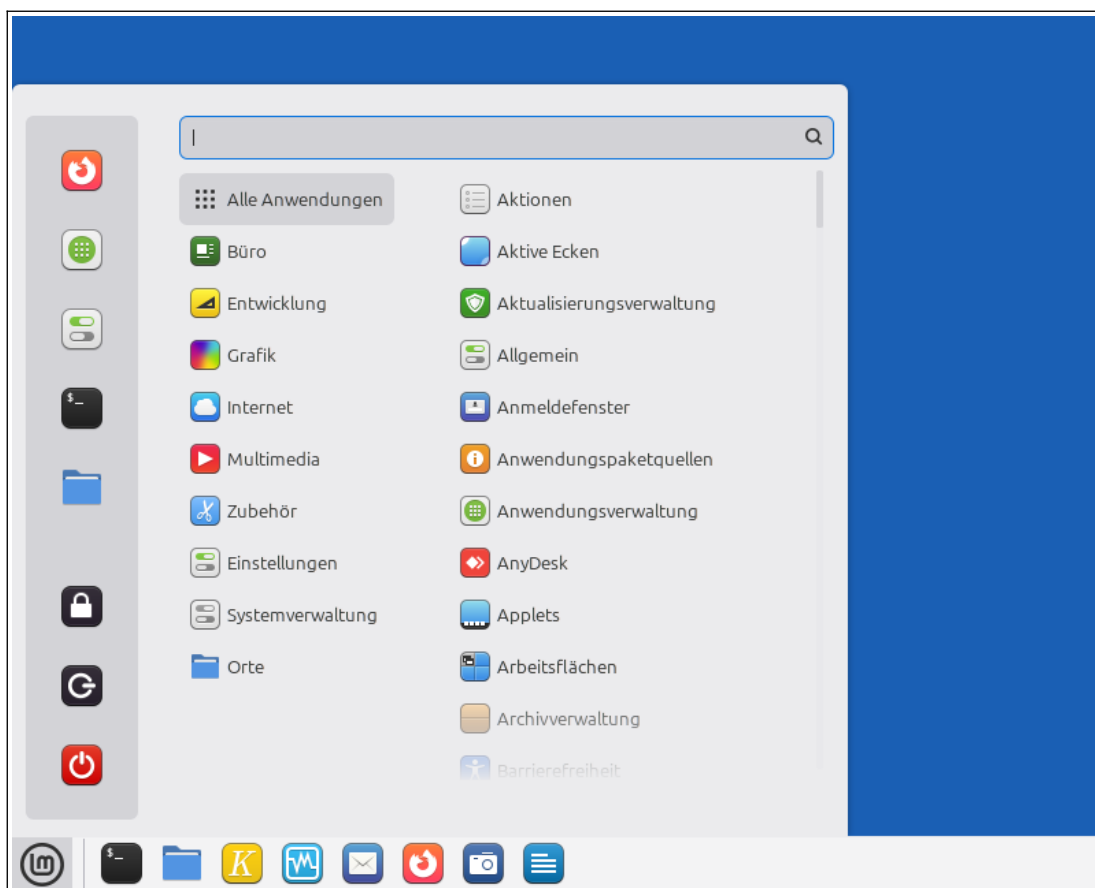 Alle Anwendungen
Büro
Entwicklung
Grafik
Internet
Multimedia
Zubehör
Einstellungen
Systemverwaltung
Orte
Aktionen
Aktive Ecken
Aktualisierungsverwaltung
Allgemein
Anmeldefenster
Anwendungspaketquellen
Anwendungsverwaltung
AnyDesk
Applets
Arbeitsflächen
Archivverwaltung
Barrierefreiheit
$_
$_
K